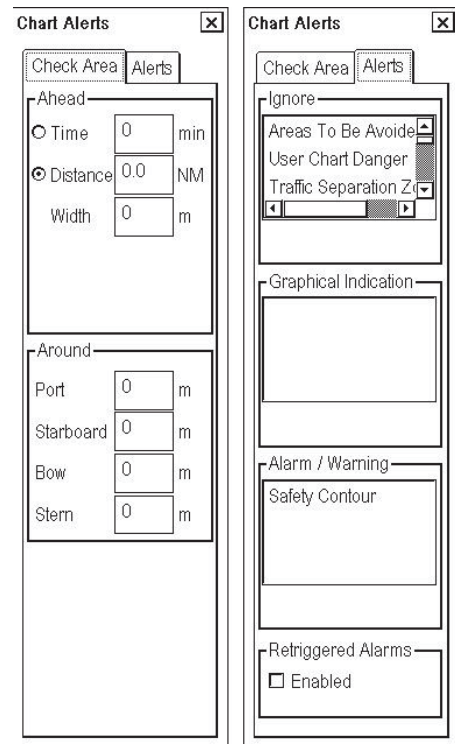 Chart Alerts
Check Area Alerts
Ahead
Time 0 min
Distance 0.0 NM
Width 0 m
Around
Port 0 m
Starboard 0 m
Bow 0 m
Stern 0 m
Chart Alerts
Check Area Alerts
Ignore
Areas To Be Avoide
User Chart Danger
Traffic Separation Zo
Graphical Indication
Alarm / Warning
Safety Contour
Retriggered Alarms
Enabled